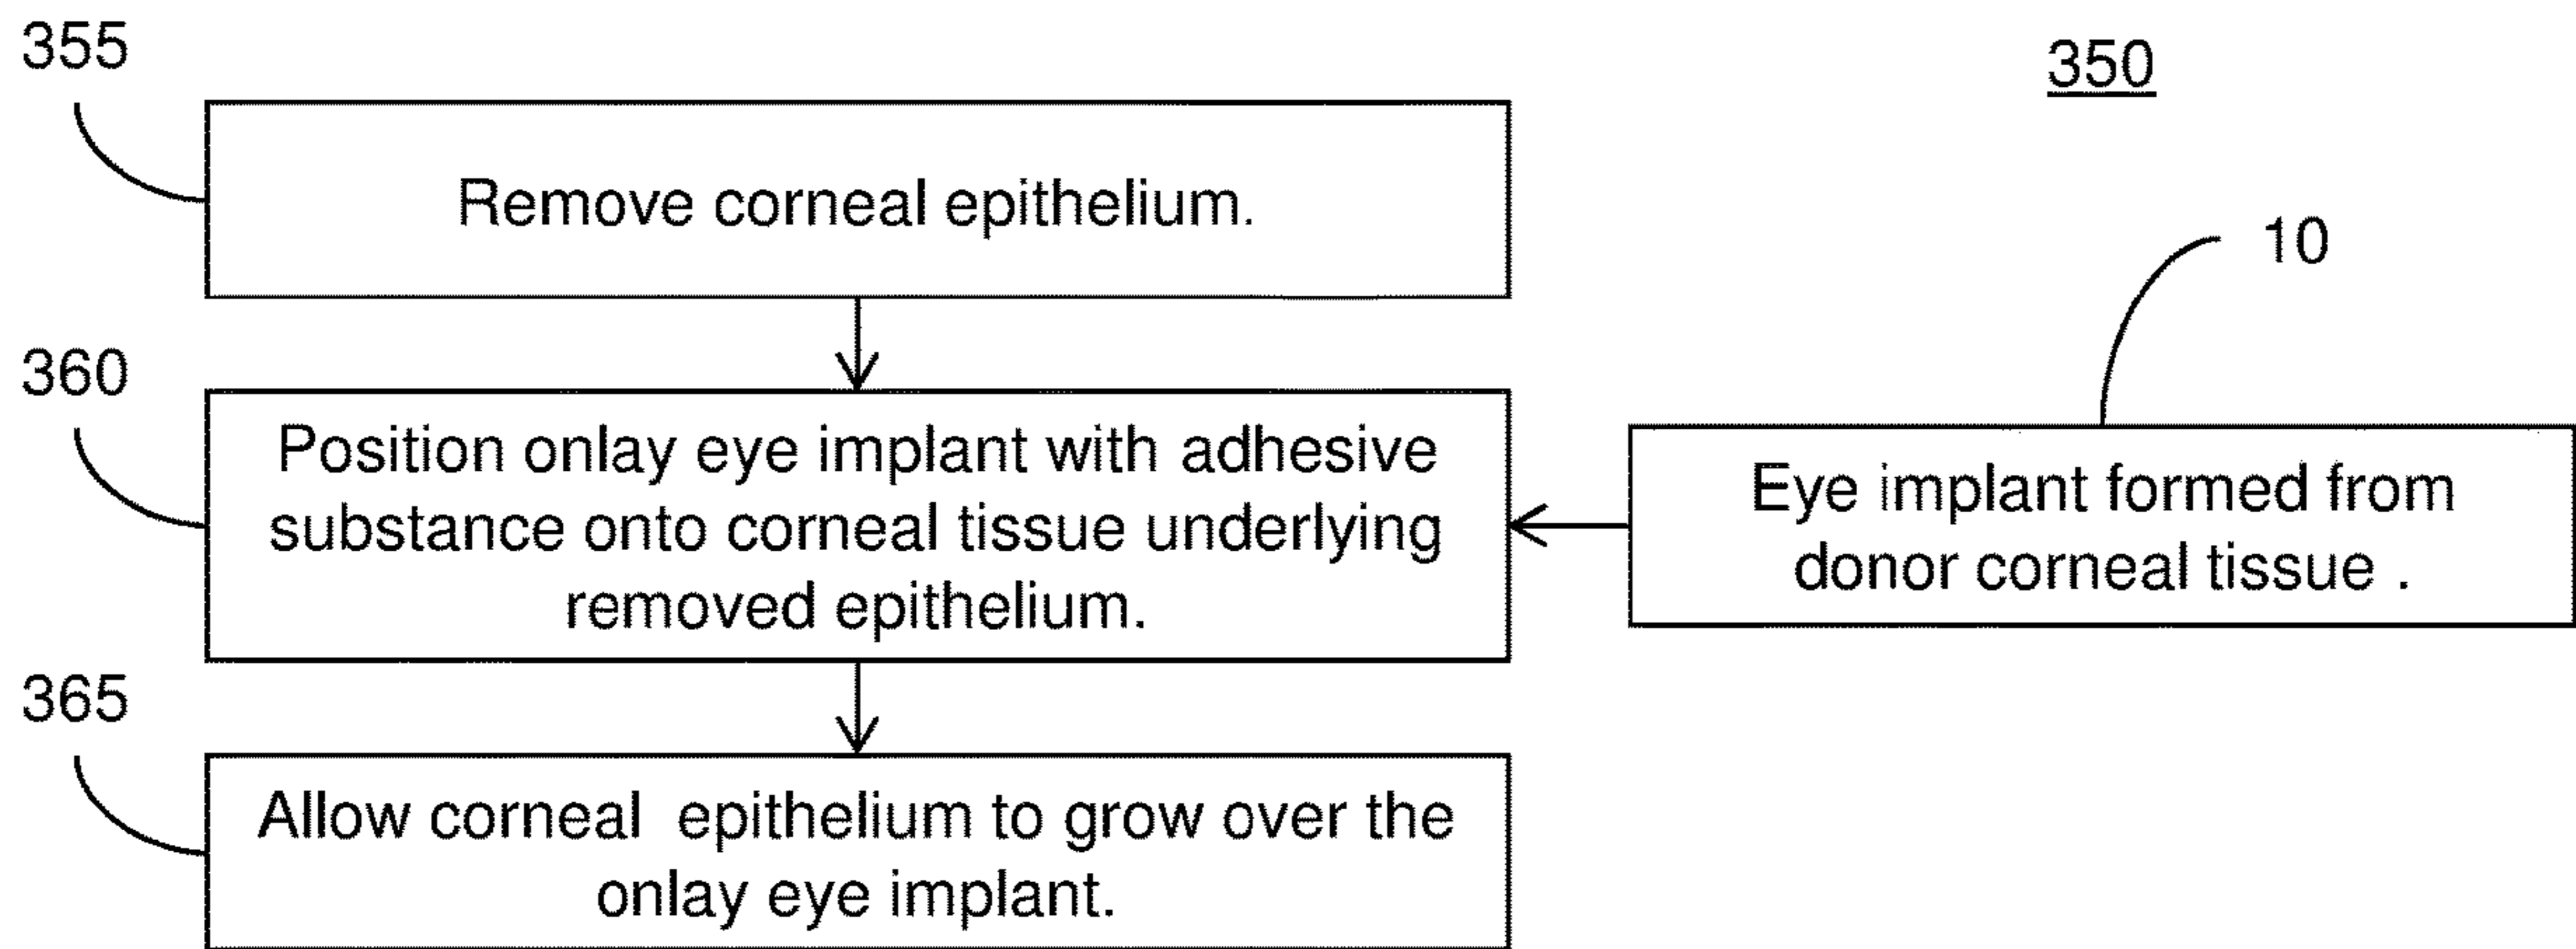 355
350
Remove corneal epithelium.
10
360
Position onlay eye implant with adhesive
substance onto corneal tissue underlying
removed epithelium.
Eye implant formed from
donor corneal tissue .
365
Allow corneal  epithelium to grow over the
onlay eye implant.